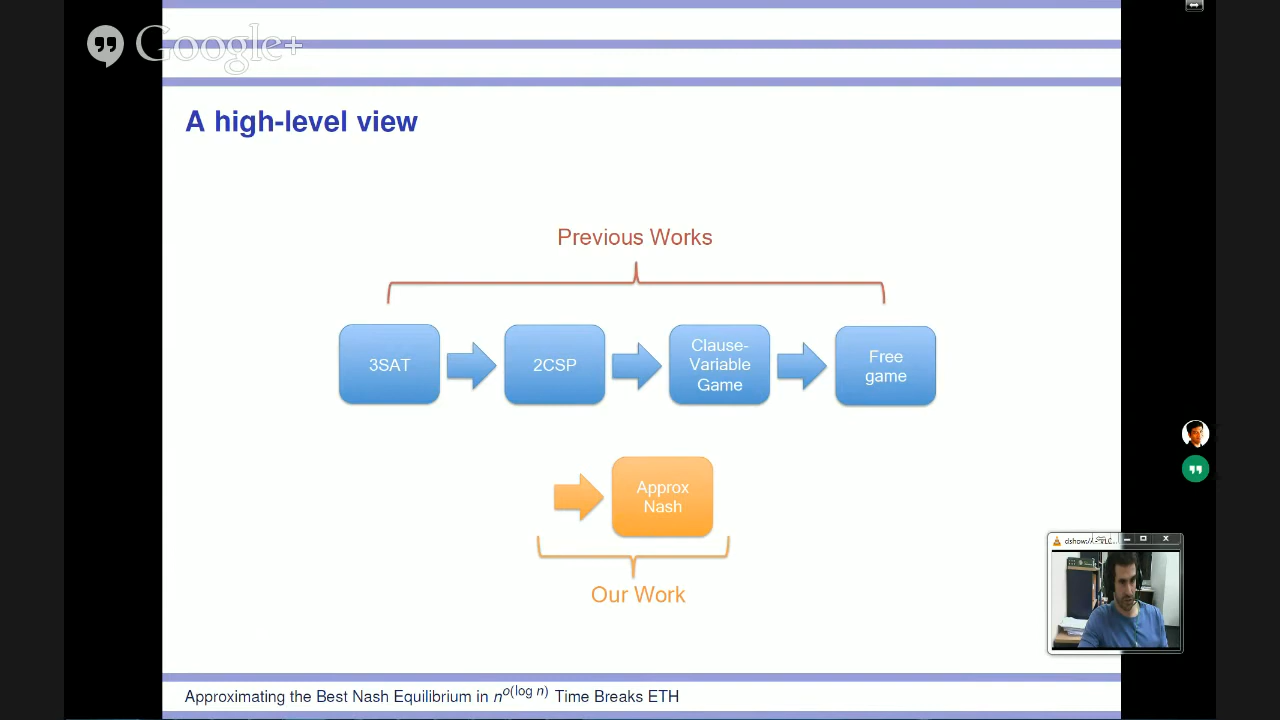 Google+
A high-level view
Previous Works
3SAT
2CSP
Clause-
Variable
Game
Free
game
Approx
Nash
Our Work
Approximating the Best Nash Equilibrium in n^o(log n) Time Breaks ETH